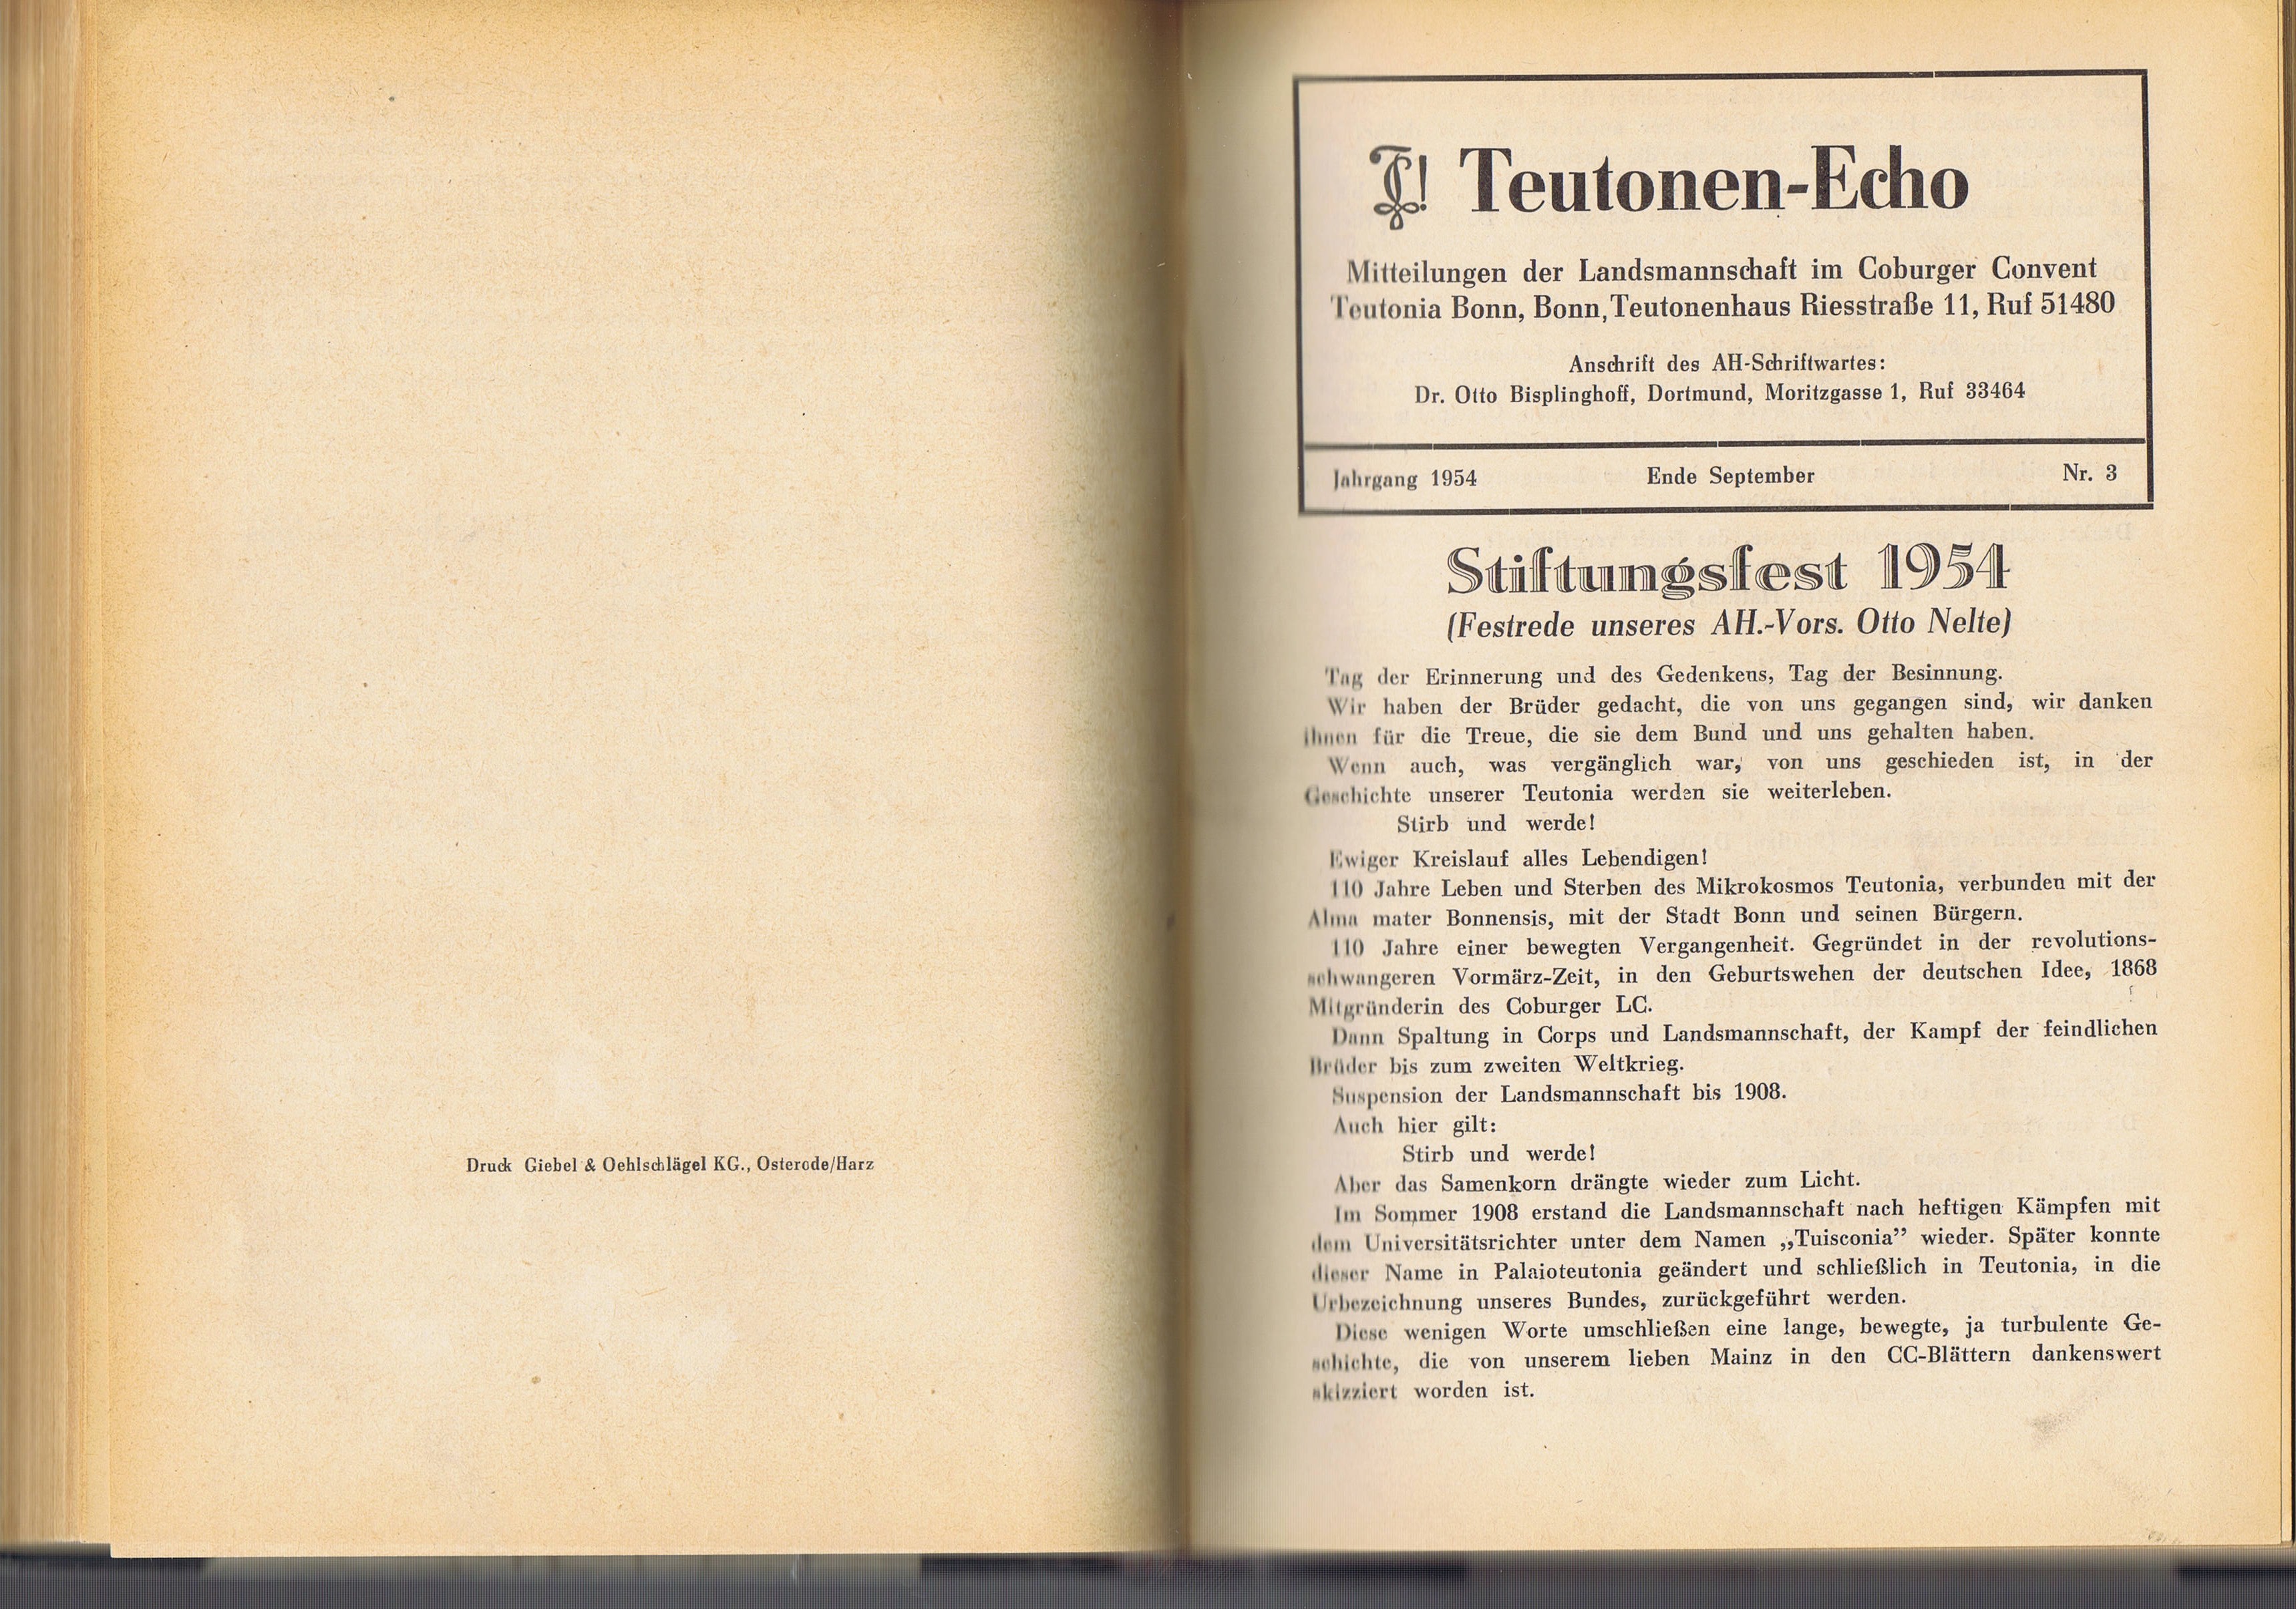 Druck Giebel & Oehlschlägel KG., Osterode/Harz
T! Teutonen-Echo
Mitteilungen der Landsmannschaft im Coburger Convent
Teutonia Bonn, Bonn, Teutonenhaus Riesstraße 11, Ruf 51480
Anschrift des AH-Schriftwartes:
Dr. Otto Bisplinghoff, Dortmund, Moritzgasse 1, Ruf 33464
Jahrgang 1954 Ende September Nr. 3
Stiftungsfest 1954
(Festrede unseres AH.-Vors. Otto Nelte)
Tag der Erinnerung und des Gedenkens, Tag der Besinnung.
Wir haben der Brüder gedacht, die von uns gegangen sind, wir danken
ihnen für die Treue, die sie dem Bund und uns gehalten haben.
Wenn auch, was vergänglich war, von uns geschieden ist, in der
Geschichte unserer Teutonia werden sie weiterleben.
Stirb und werde!
Ewiger Kreislauf alles Lebendigen!
110 Jahre Leben und Sterben des Mikrokosmos Teutonia, verbunden mit der
Alma mater Bonnensis, mit der Stadt Bonn und seinen Bürgern.
110 Jahre einer bewegten Vergangenheit. Gegründet in der revolutions-
schwangeren Vormärz-Zeit, in den Geburtswehen der deutschen Idee, 1868
Mitgründerin des Coburger LC.
Dann Spaltung in Corps und Landsmannschaft, der Kampf der feindlichen
Brüder bis zum zweiten Weltkrieg.
Suspension der Landsmannschaft bis 1908.
Auch hier gilt:
Stirb und werde!
Aber das Samenkorn drängte wieder zum Licht.
Im Sommer 1908 erstand die Landsmannschaft nach heftigen Kämpfen mit
dem Universitätsrichter unter dem Namen „Tuisconia” wieder. Später konnte
dieser Name in Palaioteutonia geändert und schließlich in Teutonia, in die
Urbezeichnung unseres Bundes, zurückgeführt werden.
Diese wenigen Worte umschließen eine lange, bewegte, ja turbulente Ge-
schichte, die von unserem lieben Mainz in den CC-Blättern dankenswert
skizziert worden ist.